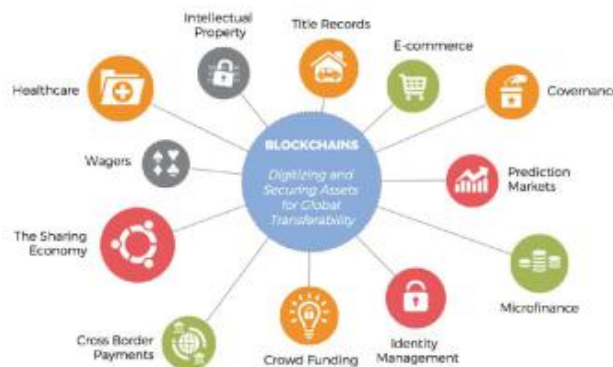 Intellectual
Property
Title Records
E-commerce
Healthcare
Governance
BLOCKCHAINS
Digitizing and
Securing Assets
for Global
Transferability
Wagers
Prediction
Markets
The Sharing
Economy
Microfinance
Cross Border
Payments
Crowd Funding
Identity
Management